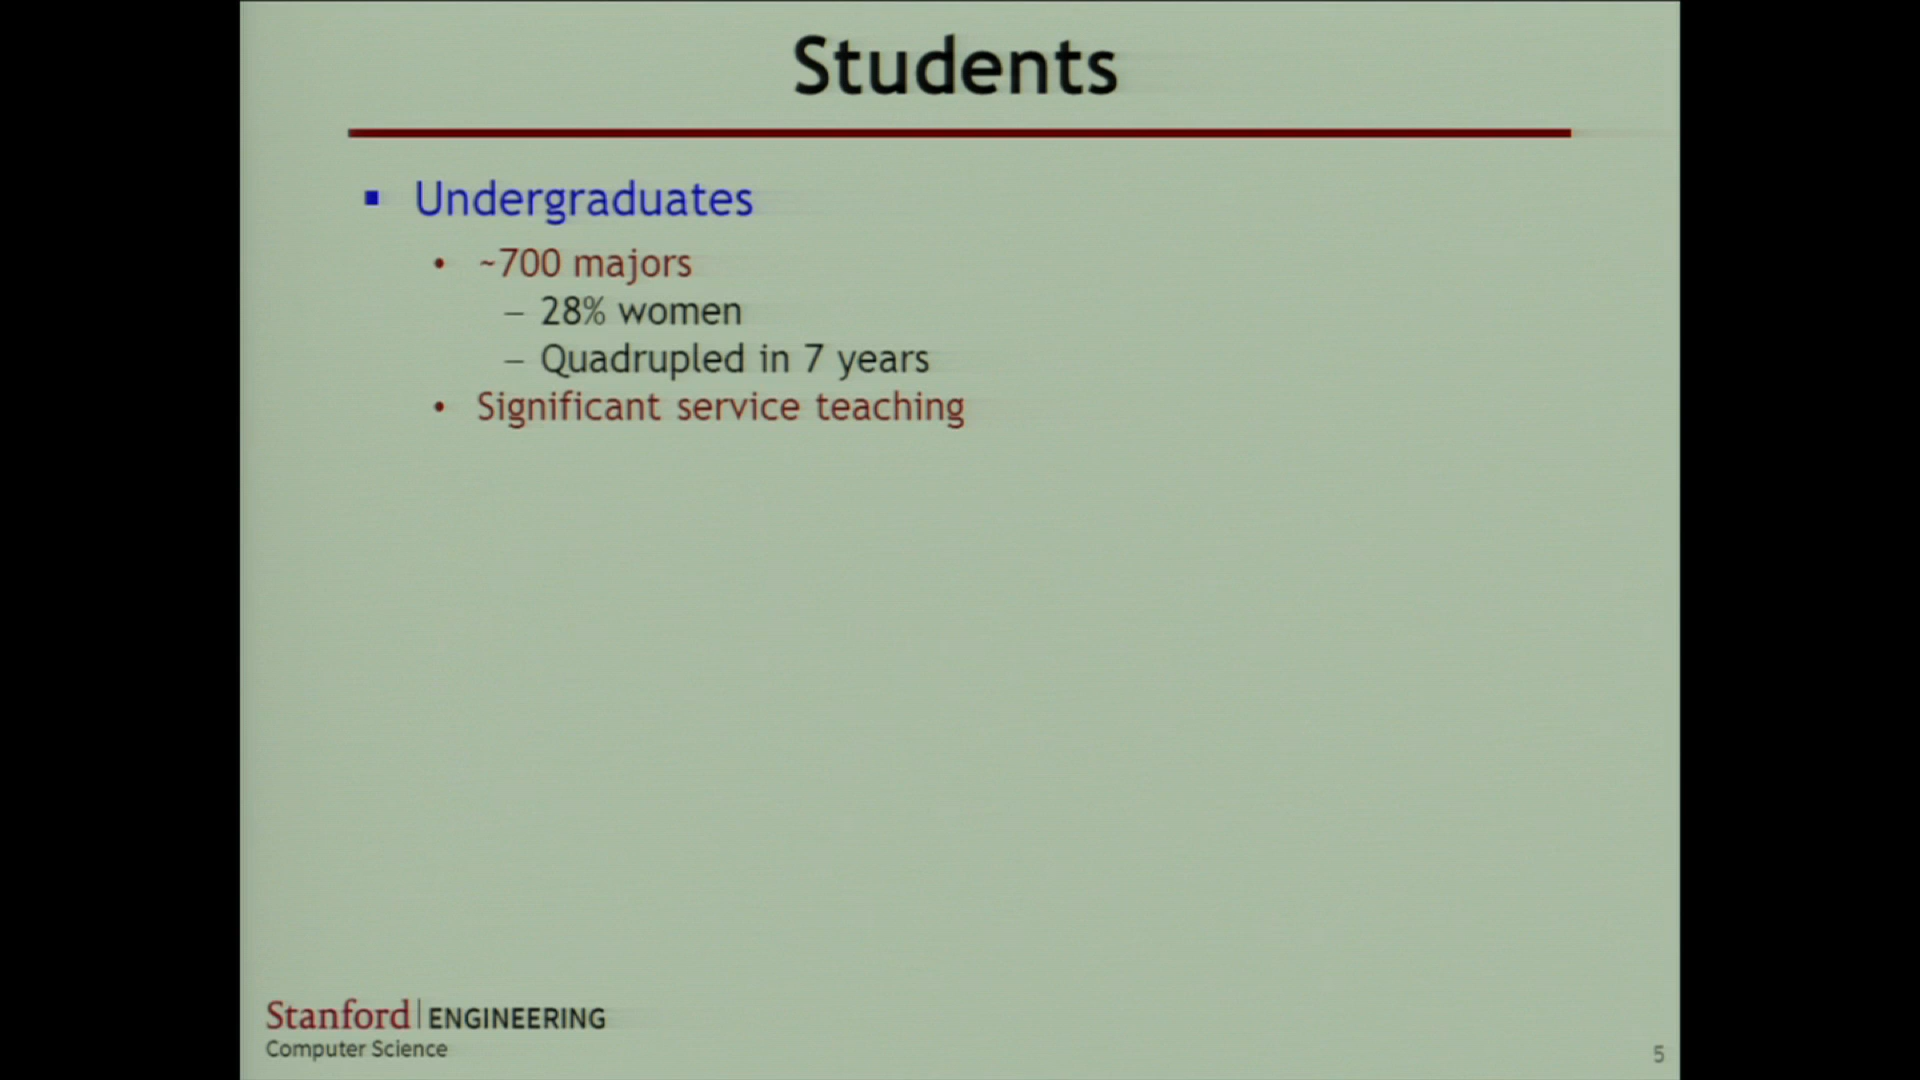 Students
▪ Undergraduates
• ~700 majors
– 28% women
– Quadrupled in 7 years
• Significant service teaching
Stanford | ENGINEERING
Computer Science
5